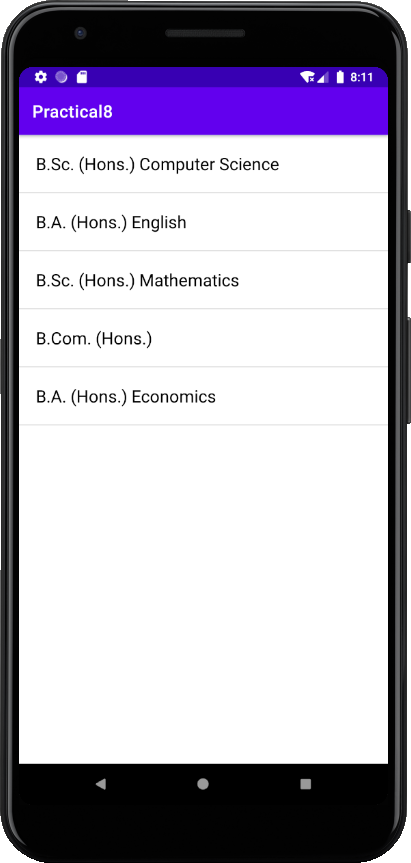 8:11
Practical8
B.Sc. (Hons.) Computer Science
B.A. (Hons.) English
B.Sc. (Hons.) Mathematics
B.Com. (Hons.)
B.A. (Hons.) Economics